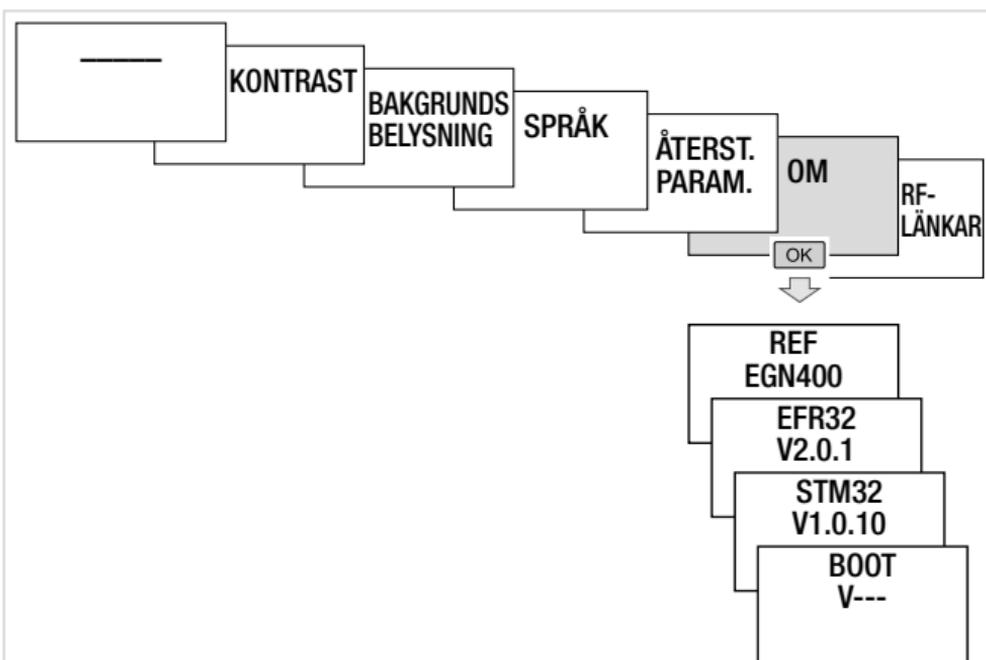 –––––
KONTRAST
BAKGRUNDS
BELYSNING
SPRÅK
ÅTERST.
PARAM.
OM
RF-
LÄNKAR
OK
REF
EGN400
EFR32
V2.0.1
STM32
V1.0.10
BOOT
V---